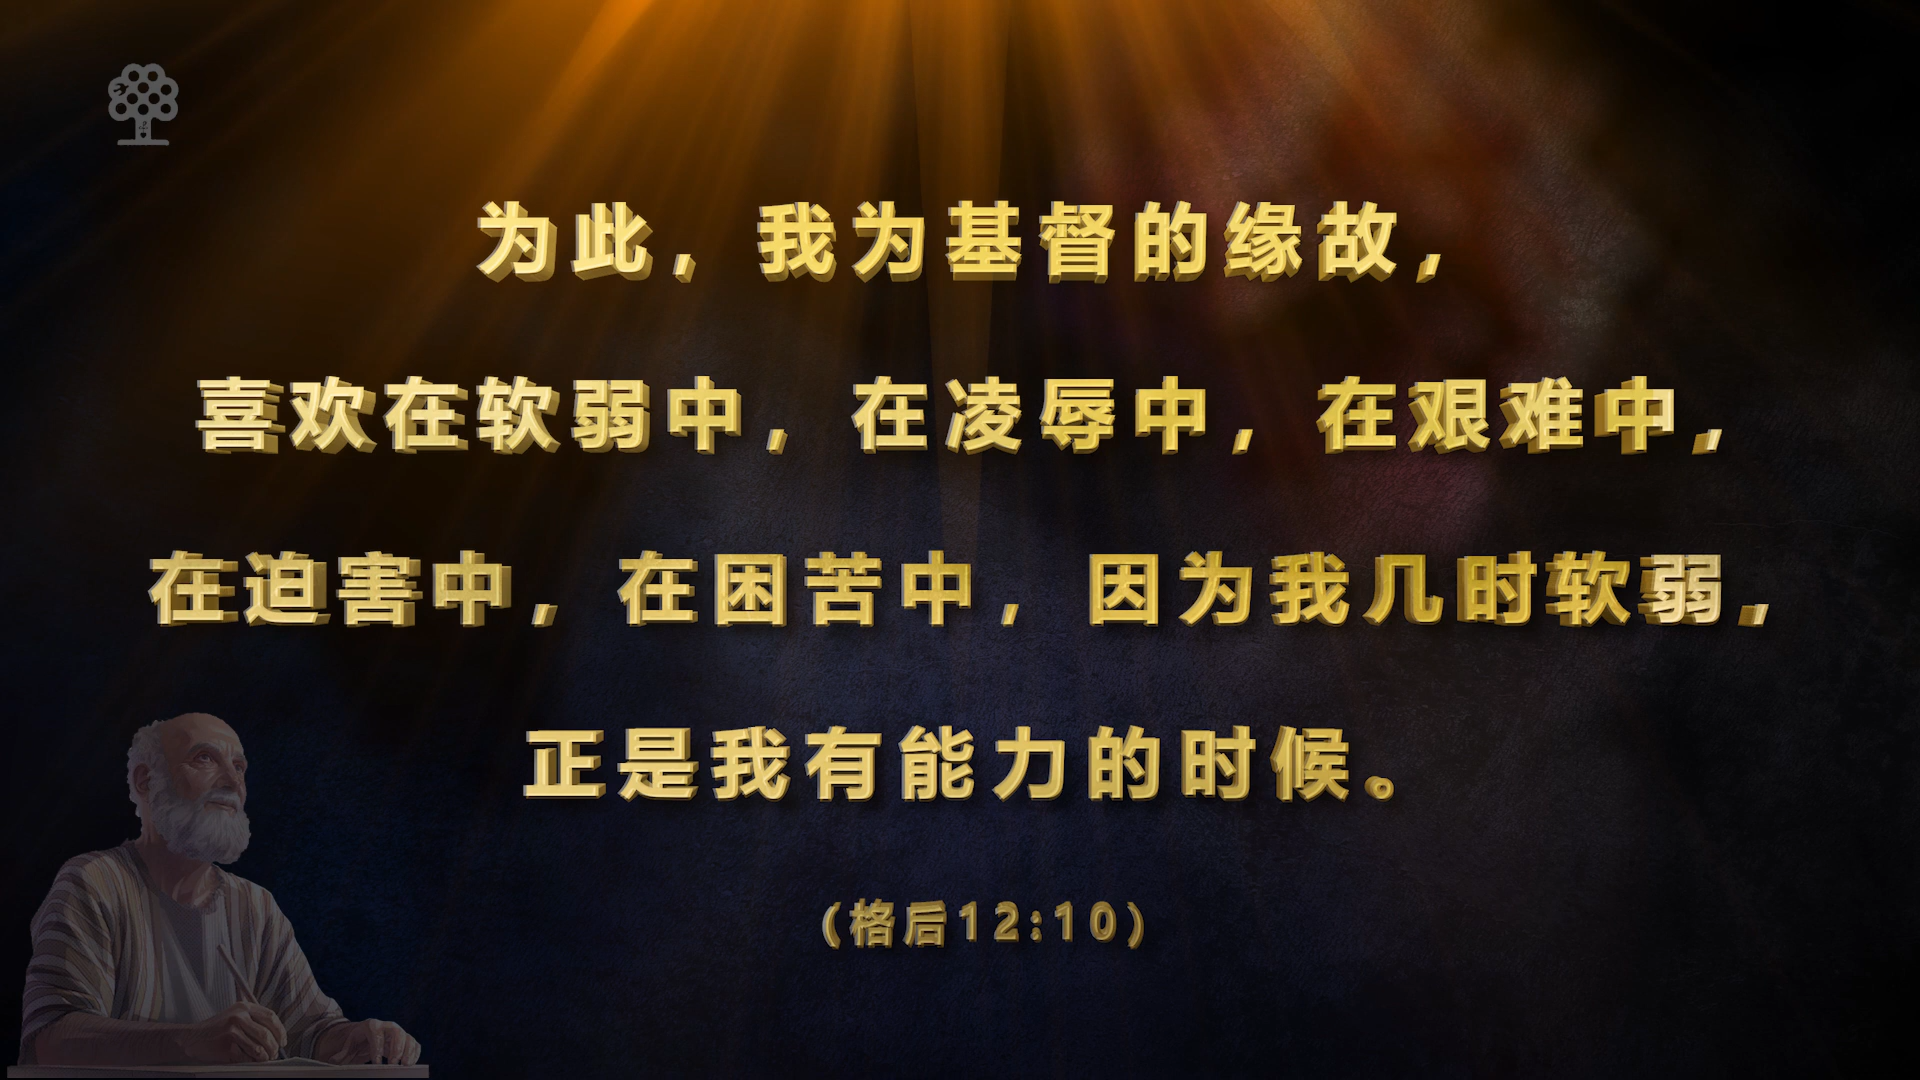 为此，我为基督的缘故，
喜欢在软弱中，在凌辱中，在艰难中，
在迫害中，在困苦中，因为我几时软弱，
正是我有能力的时候。
(格后12:10)